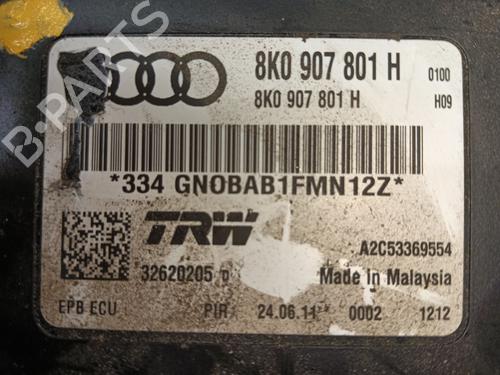 8K0 907 801 H 0100
8K0 907 801 H H09
*334 GNOBAB1FMN12Z*
TRW A2C53369554
32620205 D Made In Malaysia
EPB ECU PIR 24.06.11 0002 1212
B-PARTS